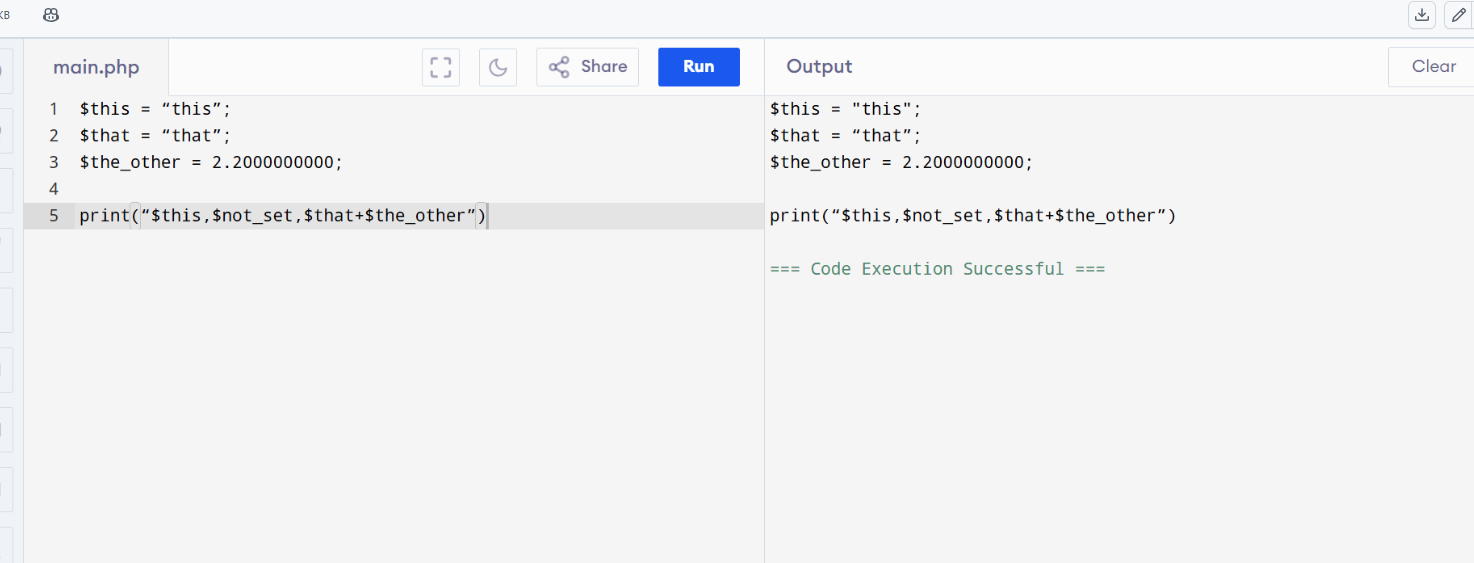 KB
main.php
Share
Run
Output
Clear
1 $this = “this”;
2 $that = “that”;
3 $the_other = 2.2000000000;
4
5 print(“$this,$not_set,$that+$the_other”)
$this = "this";
$that = “that”;
$the_other = 2.2000000000;
print(“$this,$not_set,$that+$the_other”)
=== Code Execution Successful ===